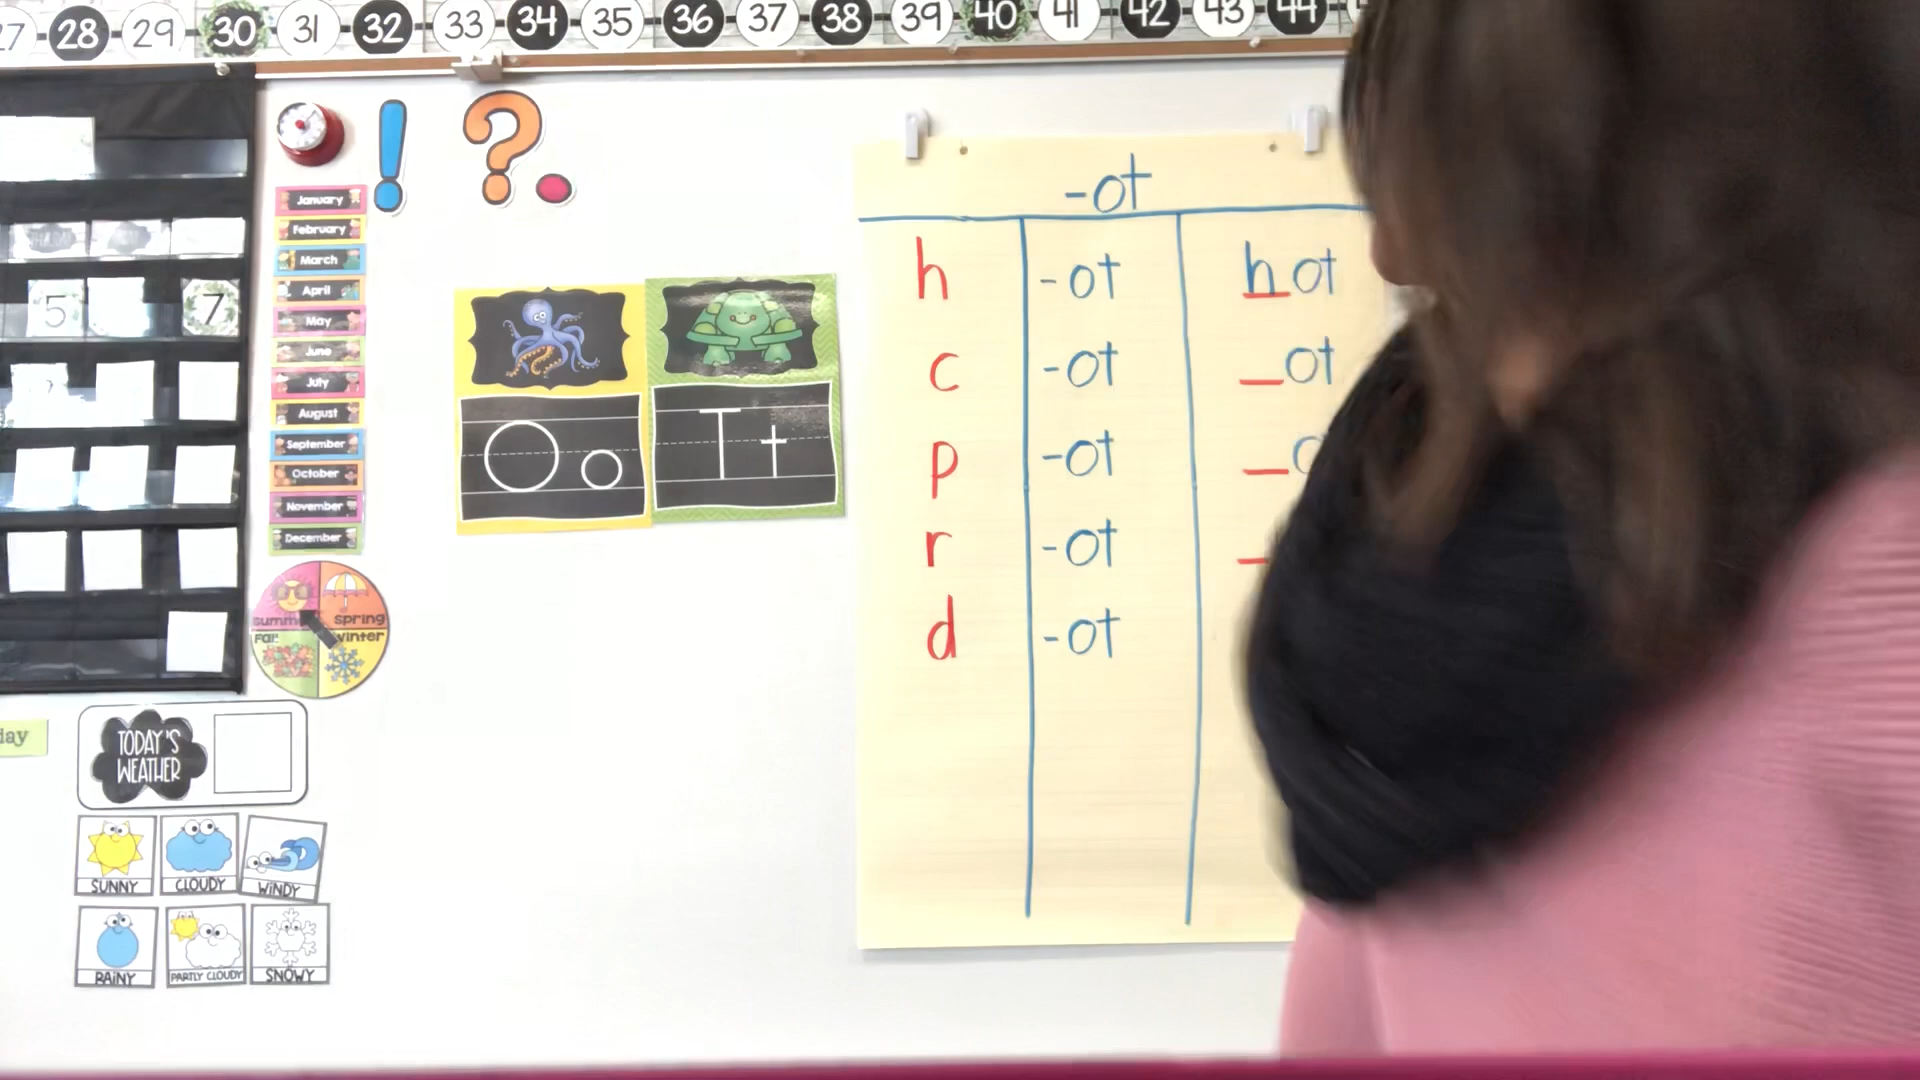 28 29 30 31 32 33 34 35 36 37 38 39 40 41 42 43 44
! ? .
January
February
March
April
May
June
July
August
September
October
November
December
5 7
Oo Tt
-ot
h -ot hot
c -ot _ot
p -ot _o
r -ot _
d -ot
summ spring
Fall winter
day
TODAY'S
WEATHER
SUNNY CLOUDY WINDY
RAINY PARTLY CLOUDY SNOWY